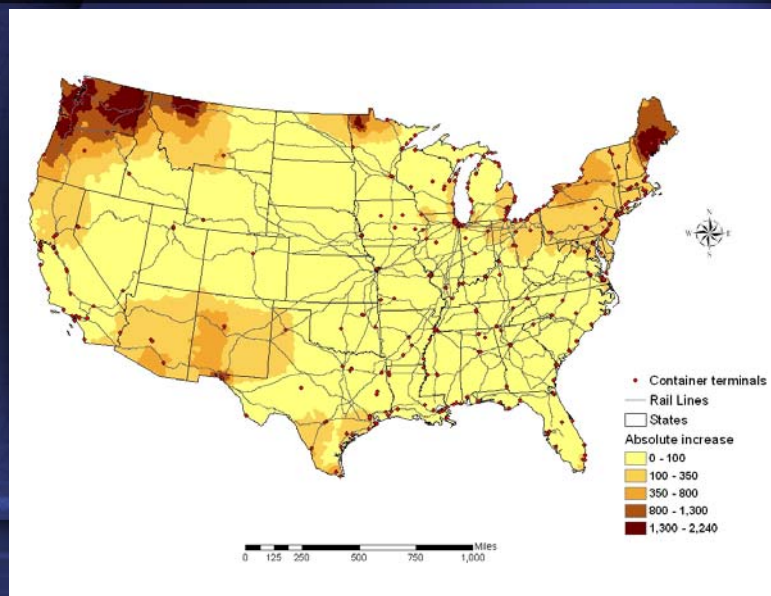 N
W E
S
Container terminals
Rail Lines
States
Absolute increase
0 - 100
100 - 350
350 - 800
800 - 1,300
1,300 - 2,240
Miles
0 125 250 500 750 1,000